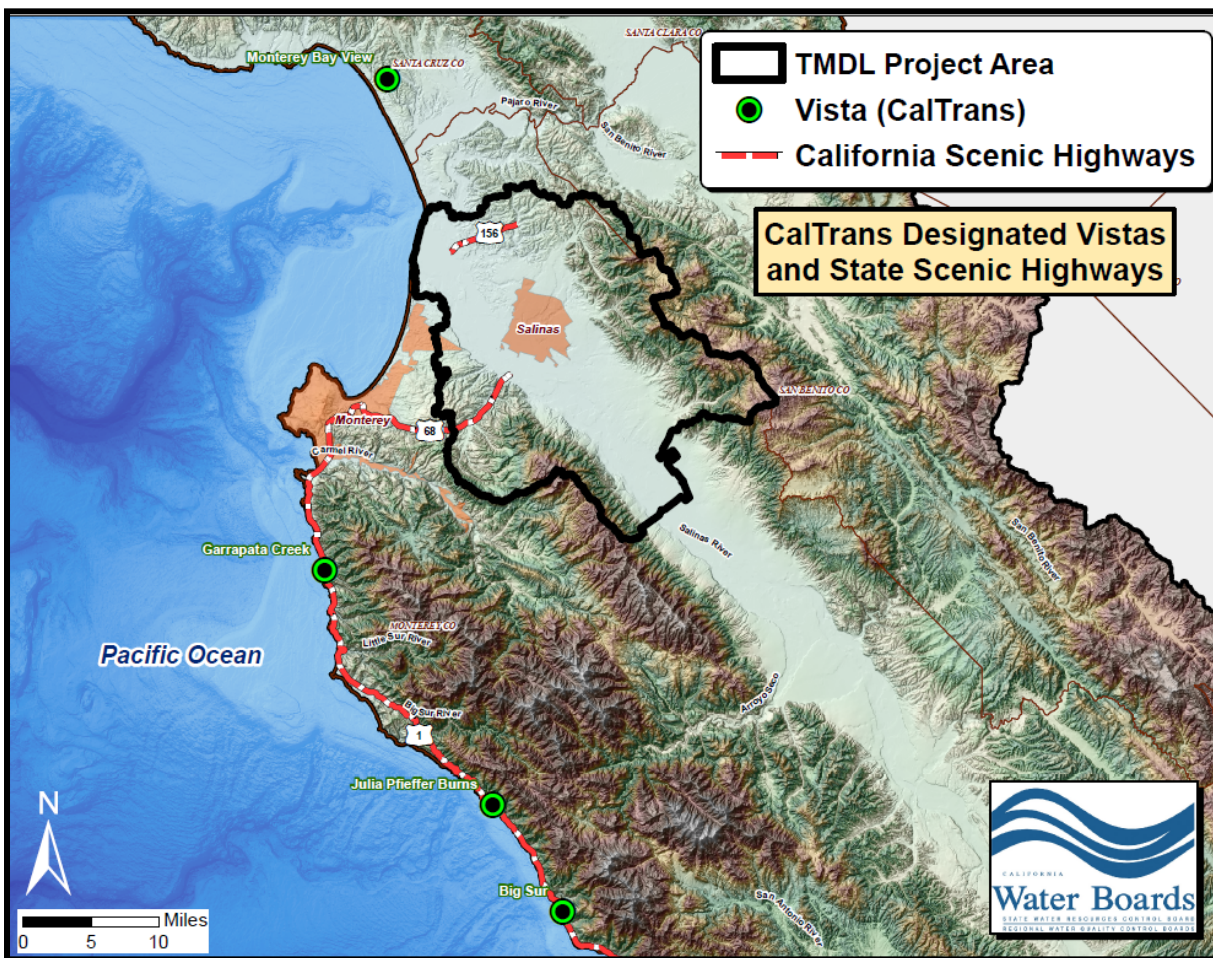 SANTA CLARA CO
Monterey Bay View
SANTA CRUZ CO
Pajaro River
San Benito River
TMDL Project Area
Vista (CalTrans)
California Scenic Highways
CalTrans Designated Vistas
and State Scenic Highways
156
Salinas
SAN BENITO CO
Monterey
68
Carmel River
Salinas River
San Benito River
Garrapata Creek
MONTEREY CO
Little Sur River
Pacific Ocean
Arroyo Seco
Big Sur River
1
Julia Pfieffer Burns
Big Sur
San Antonio River
N
Miles
0 5 10
CALIFORNIA
Water Boards
STATE WATER RESOURCES CONTROL BOARD
REGIONAL WATER QUALITY CONTROL BOARDS